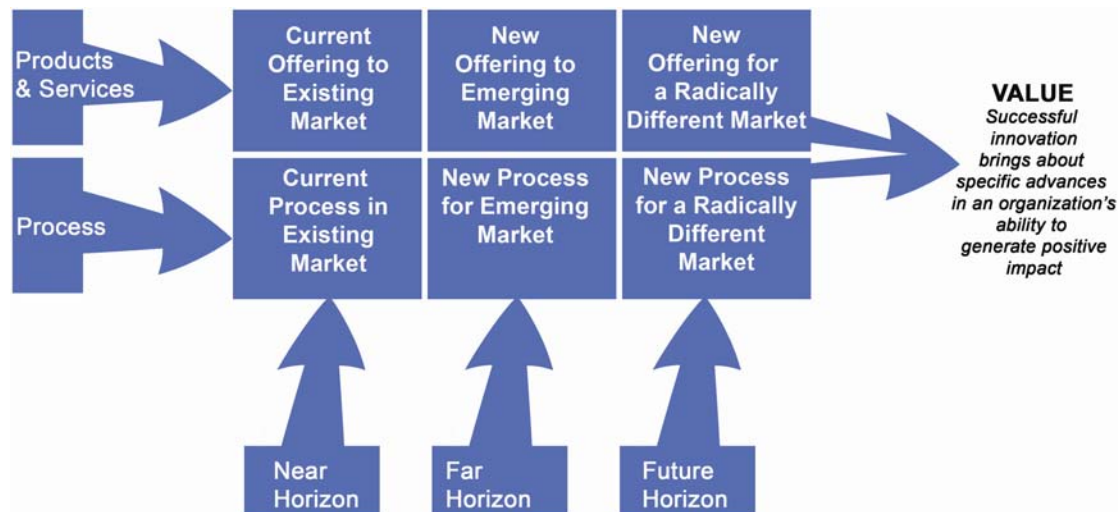 Products
& Services
Current
Offering to
Existing
Market
New
Offering to
Emerging
Market
New
Offering for
a Radically
Different Market
Process
Current
Process in
Existing
Market
New Process
for Emerging
Market
New Process
for a Radically
Different
Market
VALUE
Successful
innovation
brings about
specific advances
in an organization's
ability to
generate positive
impact
Near
Horizon
Far
Horizon
Future
Horizon